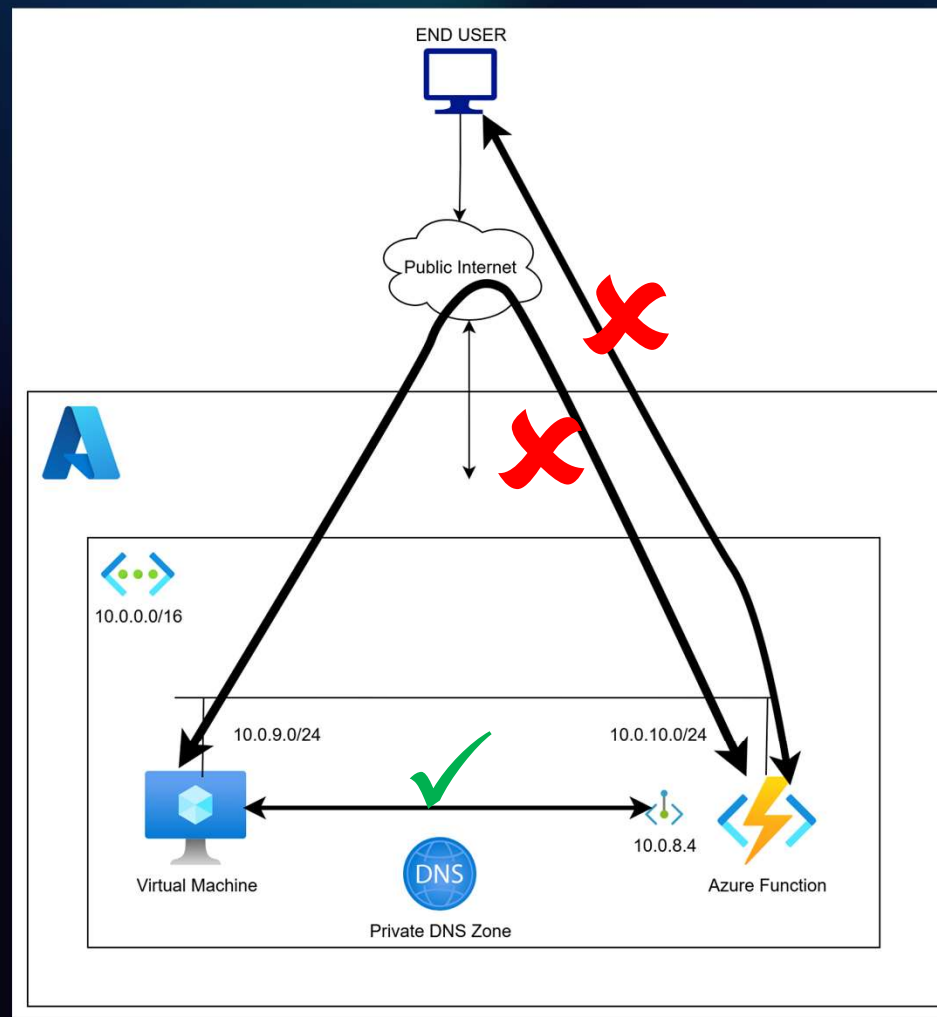 END USER
Public Internet
10.0.0.0/16
10.0.9.0/24
10.0.10.0/24
10.0.8.4
Virtual Machine
DNS
Azure Function
Private DNS Zone